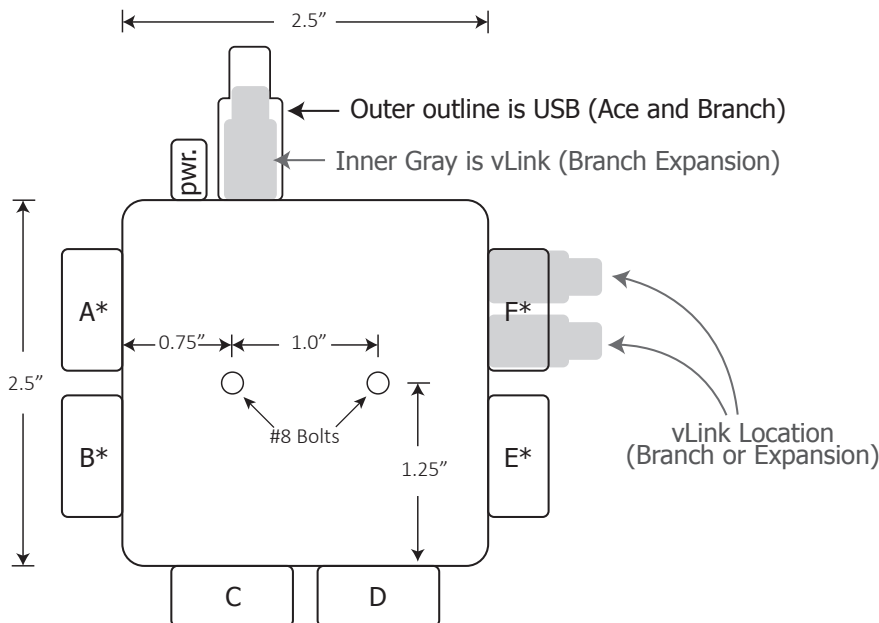 2.5”
Outer outline is USB (Ace and Branch)
Inner Gray is vLink (Branch Expansion)
pwr.
A*
F*
0.75”
1.0”
2.5”
#8 Bolts
vLink Location
(Branch or Expansion)
B*
1.25”
E*
C
D